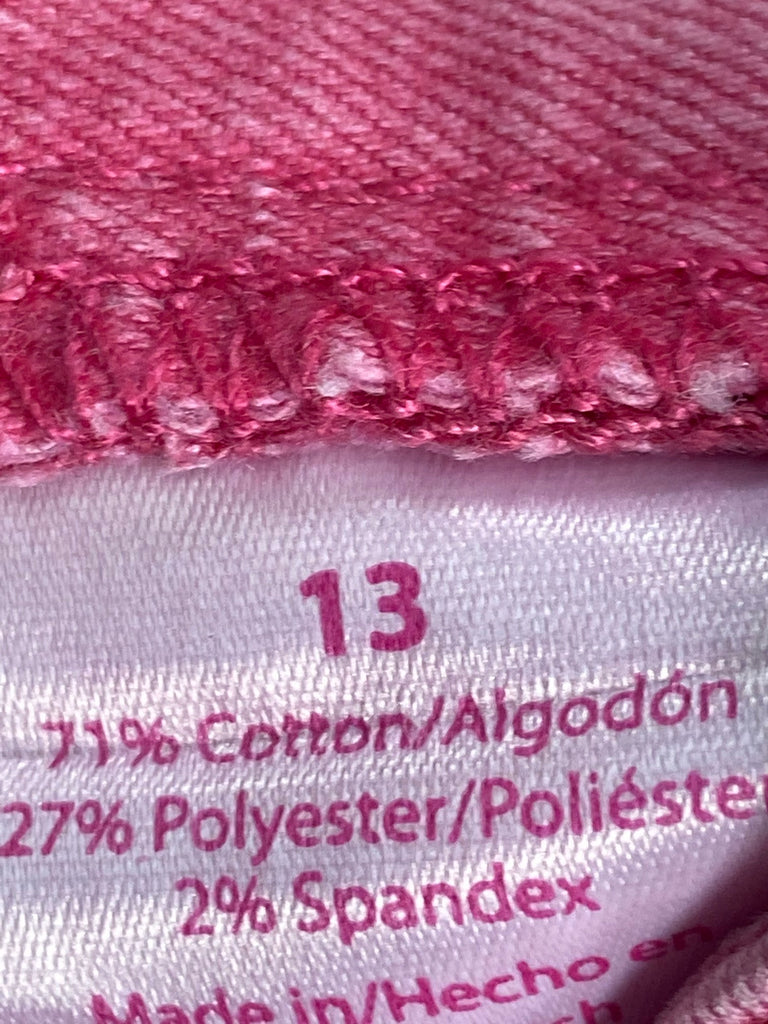 13
71% Cotton/Algodón
27% Polyester/Poliéster
2% Spandex
Made in/Hecho en